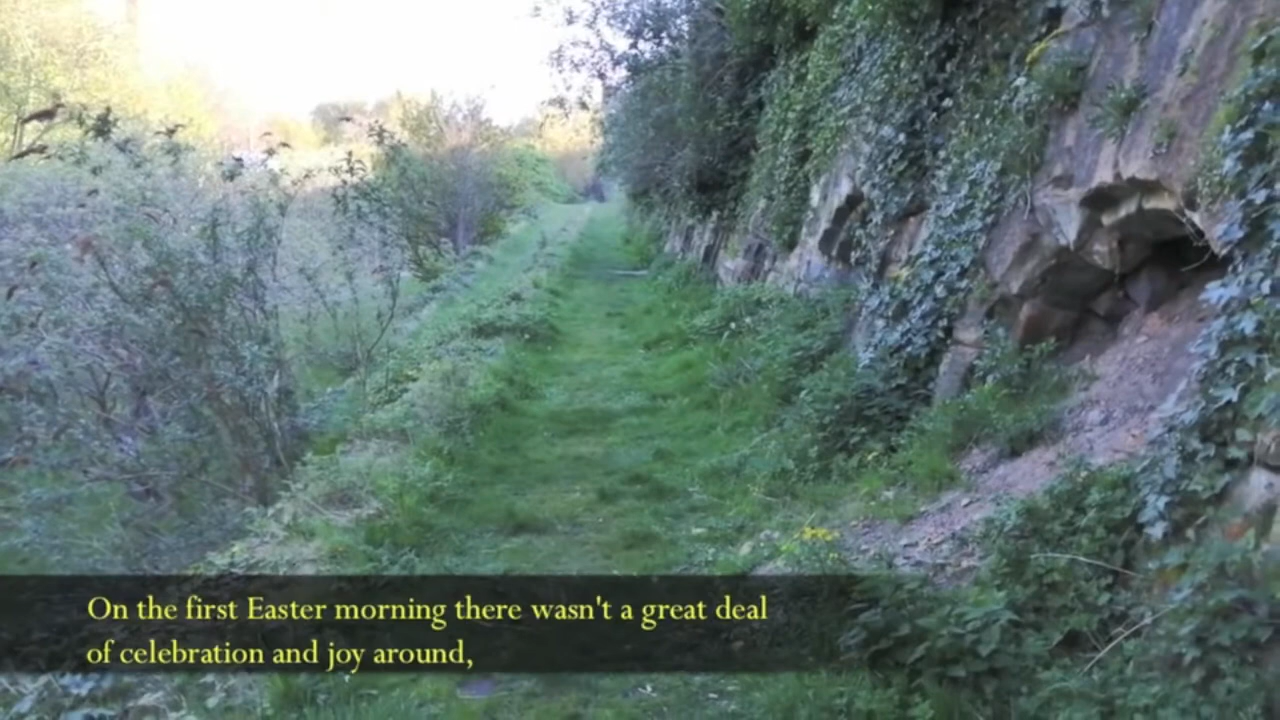 On the first Easter morning there wasn't a great deal
of celebration and joy around,